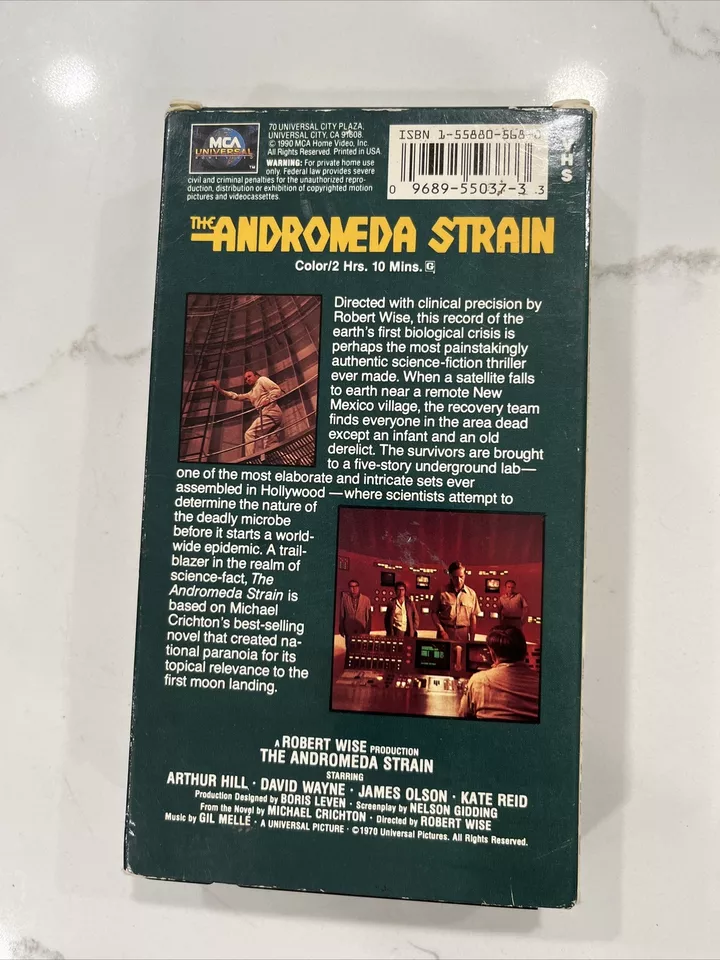 MCA
UNIVERSAL
HOME VIDEO
TM
70 UNIVERSAL CITY PLAZA,
UNIVERSAL CITY, CA 91608.
© 1990 MCA Home Video, Inc.
All Rights Reserved. Printed in USA.
WARNING: For private home use
only. Federal law provides severe
civil and criminal penalties for the unauthorized repro-
duction, distribution or exhibition of copyrighted motion
pictures and videocassettes.
ISBN 1-55880-568-
0 9689-55037-3 3
VHS
THE ANDROMEDA STRAIN
Color/2 Hrs. 10 Mins. G
Directed with clinical precision by
Robert Wise, this record of the
earth's first biological crisis is
perhaps the most painstakingly
authentic science-fiction thriller
ever made. When a satellite falls
to earth near a remote New
Mexico village, the recovery team
finds everyone in the area dead
except an infant and an old
derelict. The survivors are brought
to a five-story underground lab—
one of the most elaborate and intricate sets ever
assembled in Hollywood —where scientists attempt to
determine the nature of
the deadly microbe
before it starts a world-
wide epidemic. A trail-
blazer in the realm of
science-fact, The
Andromeda Strain is
based on Michael
Crichton's best-selling
novel that created na-
tional paranoia for its
topical relevance to the
first moon landing.
A ROBERT WISE PRODUCTION
THE ANDROMEDA STRAIN
STARRING
ARTHUR HILL · DAVID WAYNE · JAMES OLSON · KATE REID
Production Designed by BORIS LEVEN · Screenplay by NELSON GIDDING
From the Novel by MICHAEL CRICHTON · Directed by ROBERT WISE
Music by GIL MELLÉ · A UNIVERSAL PICTURE · ©1970 Universal Pictures. All Rights Reserved.